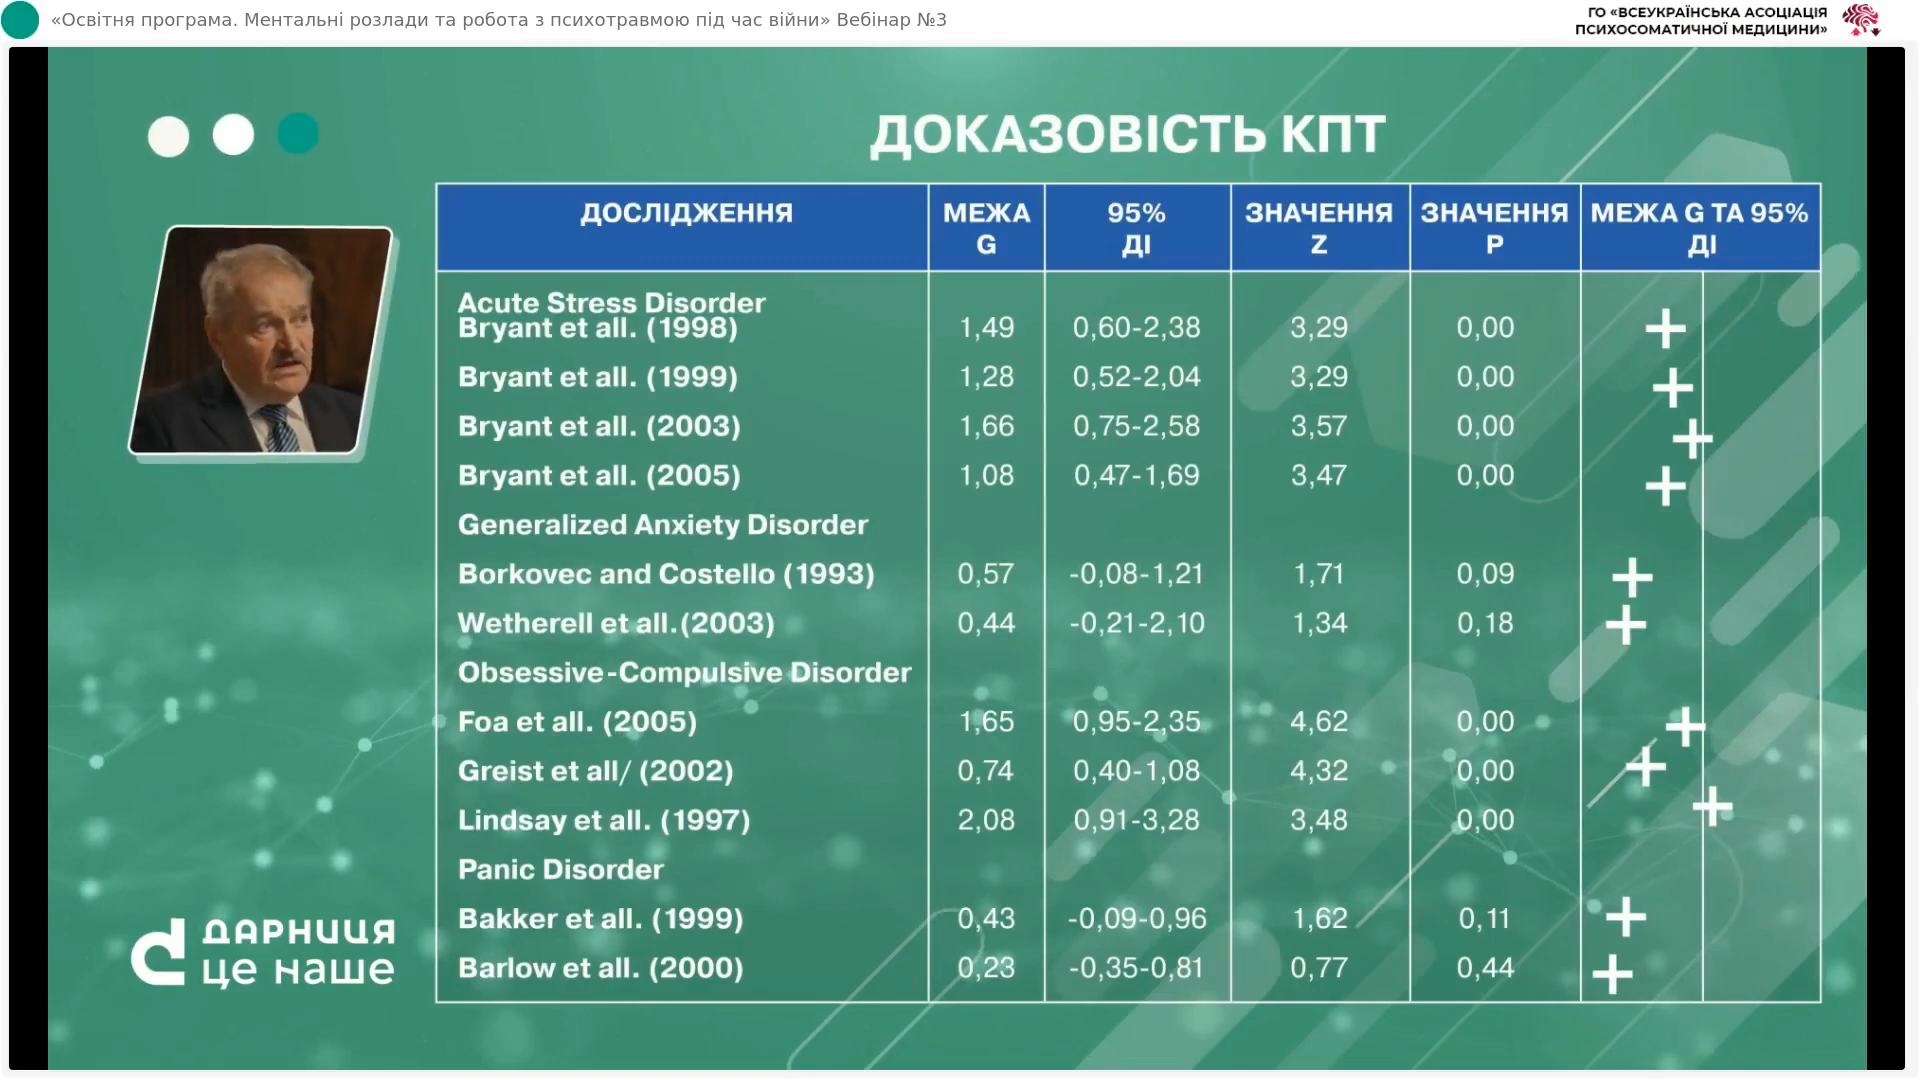 «Освітня програма. Ментальні розлади та робота з психотравмою під час війни» Вебінар №3
ГО «ВСЕУКРАЇНСЬКА АСОЦІАЦІЯ
ПСИХОСОМАТИЧНОЇ МЕДИЦИНИ»
ДОКАЗОВІСТЬ КПТ
ДОСЛІДЖЕННЯ МЕЖА G 95% ДІ ЗНАЧЕННЯ Z ЗНАЧЕННЯ P МЕЖА G ТА 95% ДІ
Acute Stress Disorder
Bryant et all. (1998) 1,49 0,60-2,38 3,29 0,00
Bryant et all. (1999) 1,28 0,52-2,04 3,29 0,00
Bryant et all. (2003) 1,66 0,75-2,58 3,57 0,00
Bryant et all. (2005) 1,08 0,47-1,69 3,47 0,00
Generalized Anxiety Disorder
Borkovec and Costello (1993) 0,57 -0,08-1,21 1,71 0,09
Wetherell et all.(2003) 0,44 -0,21-2,10 1,34 0,18
Obsessive-Compulsive Disorder
Foa et all. (2005) 1,65 0,95-2,35 4,62 0,00
Greist et all/ (2002) 0,74 0,40-1,08 4,32 0,00
Lindsay et all. (1997) 2,08 0,91-3,28 3,48 0,00
Panic Disorder
Bakker et all. (1999) 0,43 -0,09-0,96 1,62 0,11
Barlow et all. (2000) 0,23 -0,35-0,81 0,77 0,44
ДАРНИЦЯ
це наше